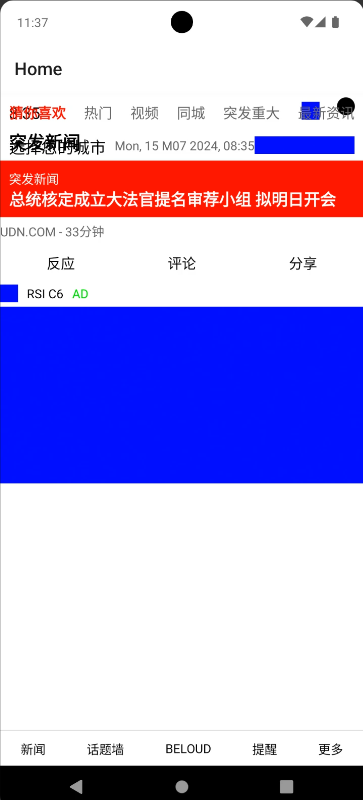 11:37
Home
8:35
猜你喜欢 热门 视频 同城 突发重大 最新资讯
突发新闻
选择您的城市 Mon, 15 M07 2024, 08:35
突发新闻
总统核定成立大法官提名审荐小组 拟明日开会
UDN.COM - 33分钟
反应 评论 分享
RSI C6 AD
新闻 话题墙 BELOUD 提醒 更多